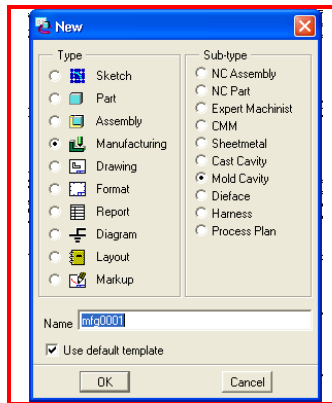 New
Type
Sketch
Part
Assembly
Manufacturing
Drawing
Format
Report
Diagram
Layout
Markup
Sub-type
NC Assembly
NC Part
Expert Machinist
CMM
Sheetmetal
Cast Cavity
Mold Cavity
Dieface
Harness
Process Plan
Name mfg0001
Use default template
OK Cancel